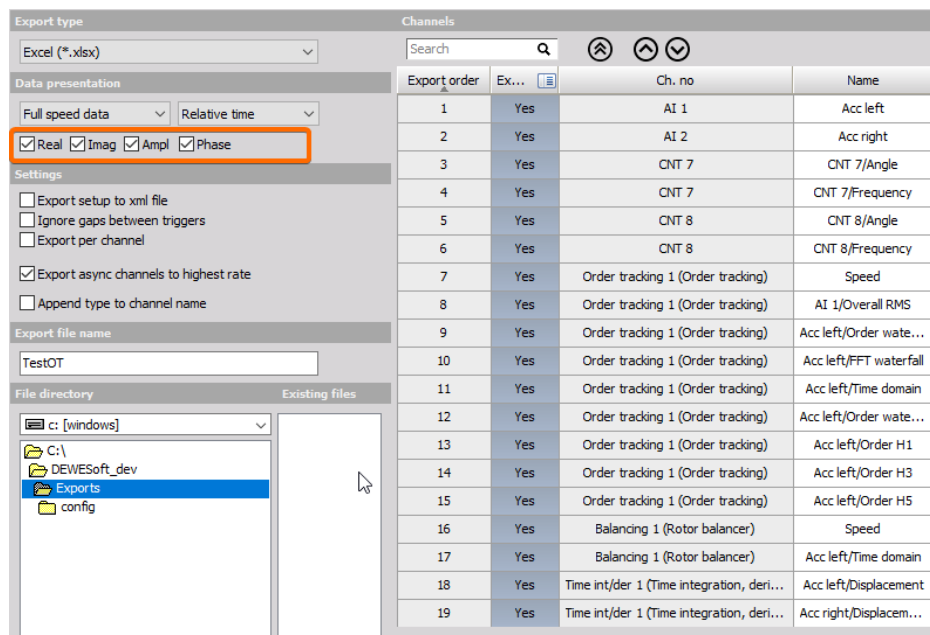 Export type
Excel (*.xlsx)
Data presentation
Full speed data Relative time
Real Imag Ampl Phase
Settings
Export setup to xml file
Ignore gaps between triggers
Export per channel
Export async channels to highest rate
Append type to channel name
Export file name
TestOT
File directory Existing files
c: [windows]
C:\
DEWESoft_dev
Exports
config
Channels
Search
Export order Ex... Ch. no Name
1 Yes AI 1 Acc left
2 Yes AI 2 Acc right
3 Yes CNT 7 CNT 7/Angle
4 Yes CNT 7 CNT 7/Frequency
5 Yes CNT 8 CNT 8/Angle
6 Yes CNT 8 CNT 8/Frequency
7 Yes Order tracking 1 (Order tracking) Speed
8 Yes Order tracking 1 (Order tracking) AI 1/Overall RMS
9 Yes Order tracking 1 (Order tracking) Acc left/Order wate...
10 Yes Order tracking 1 (Order tracking) Acc left/FFT waterfall
11 Yes Order tracking 1 (Order tracking) Acc left/Time domain
12 Yes Order tracking 1 (Order tracking) Acc left/Order wate...
13 Yes Order tracking 1 (Order tracking) Acc left/Order H1
14 Yes Order tracking 1 (Order tracking) Acc left/Order H3
15 Yes Order tracking 1 (Order tracking) Acc left/Order H5
16 Yes Balancing 1 (Rotor balancer) Speed
17 Yes Balancing 1 (Rotor balancer) Acc left/Time domain
18 Yes Time int/der 1 (Time integration, deri... Acc left/Displacement
19 Yes Time int/der 1 (Time integration, deri... Acc right/Displacem...